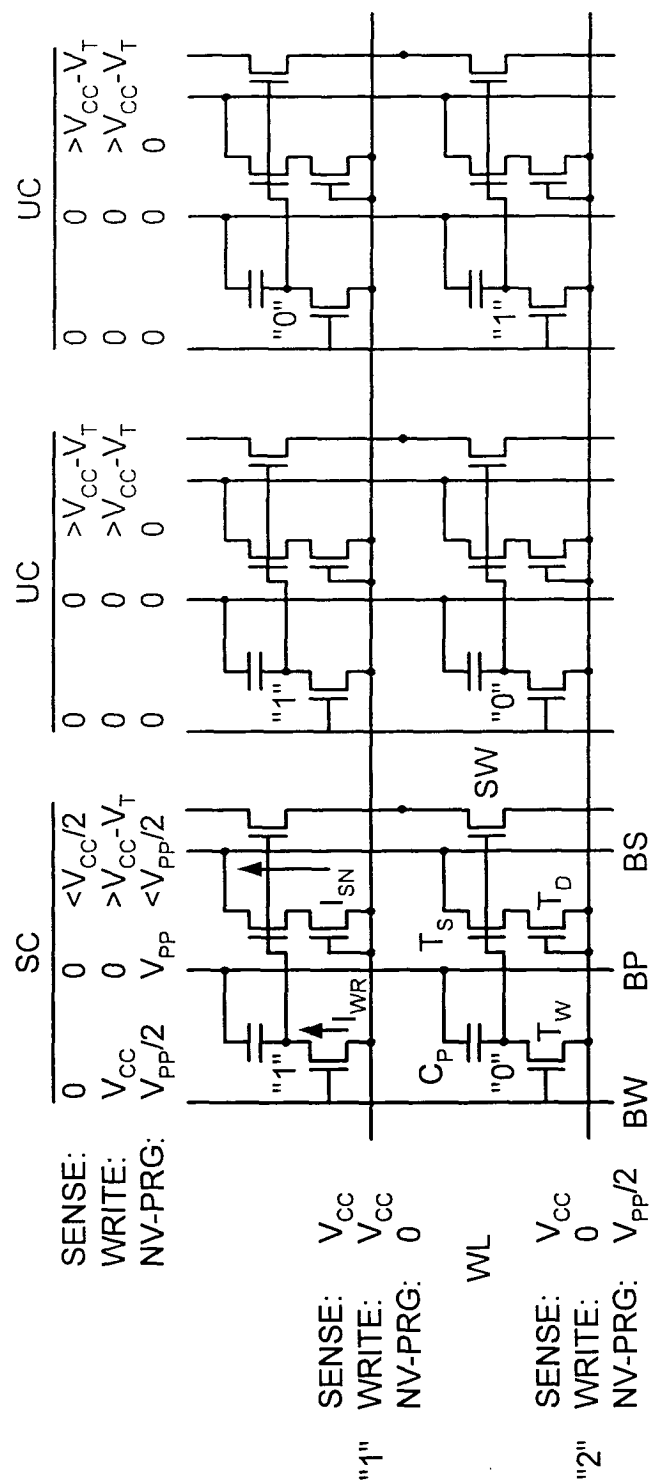 SC UC UC
SENSE: 0 0 <V_CC/2 0 0 >V_CC-V_T 0 0 >V_CC-V_T
WRITE: V_CC 0 >V_CC-V_T 0 0 >V_CC-V_T 0 0 >V_CC-V_T
NV-PRG: V_PP/2 V_PP <V_PP/2 0 0 0 0 0 0
"1" "1" "0"
I_WR I_SN
"1"
SENSE: V_CC
WRITE: V_CC
NV-PRG: 0
WL
SW
C_P T_S
"0" "0" "1"
T_W T_D
"2"
SENSE: V_CC
WRITE: 0
NV-PRG: V_PP/2
BW BP BS